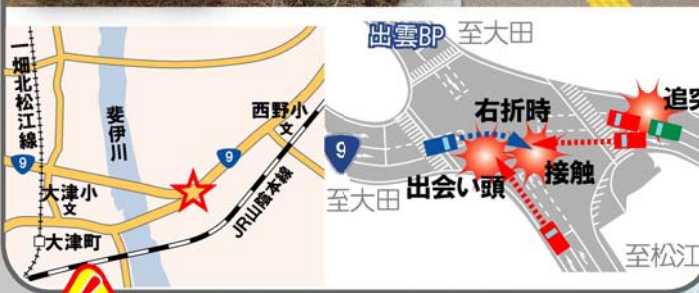 一畑北松江線
斐伊川
西野小
文
9
9
大津小
文
JR山陰本線
大津町
出雲BP
至大田
追突
右折時
9
出会い頭
接触
至大田
至松江